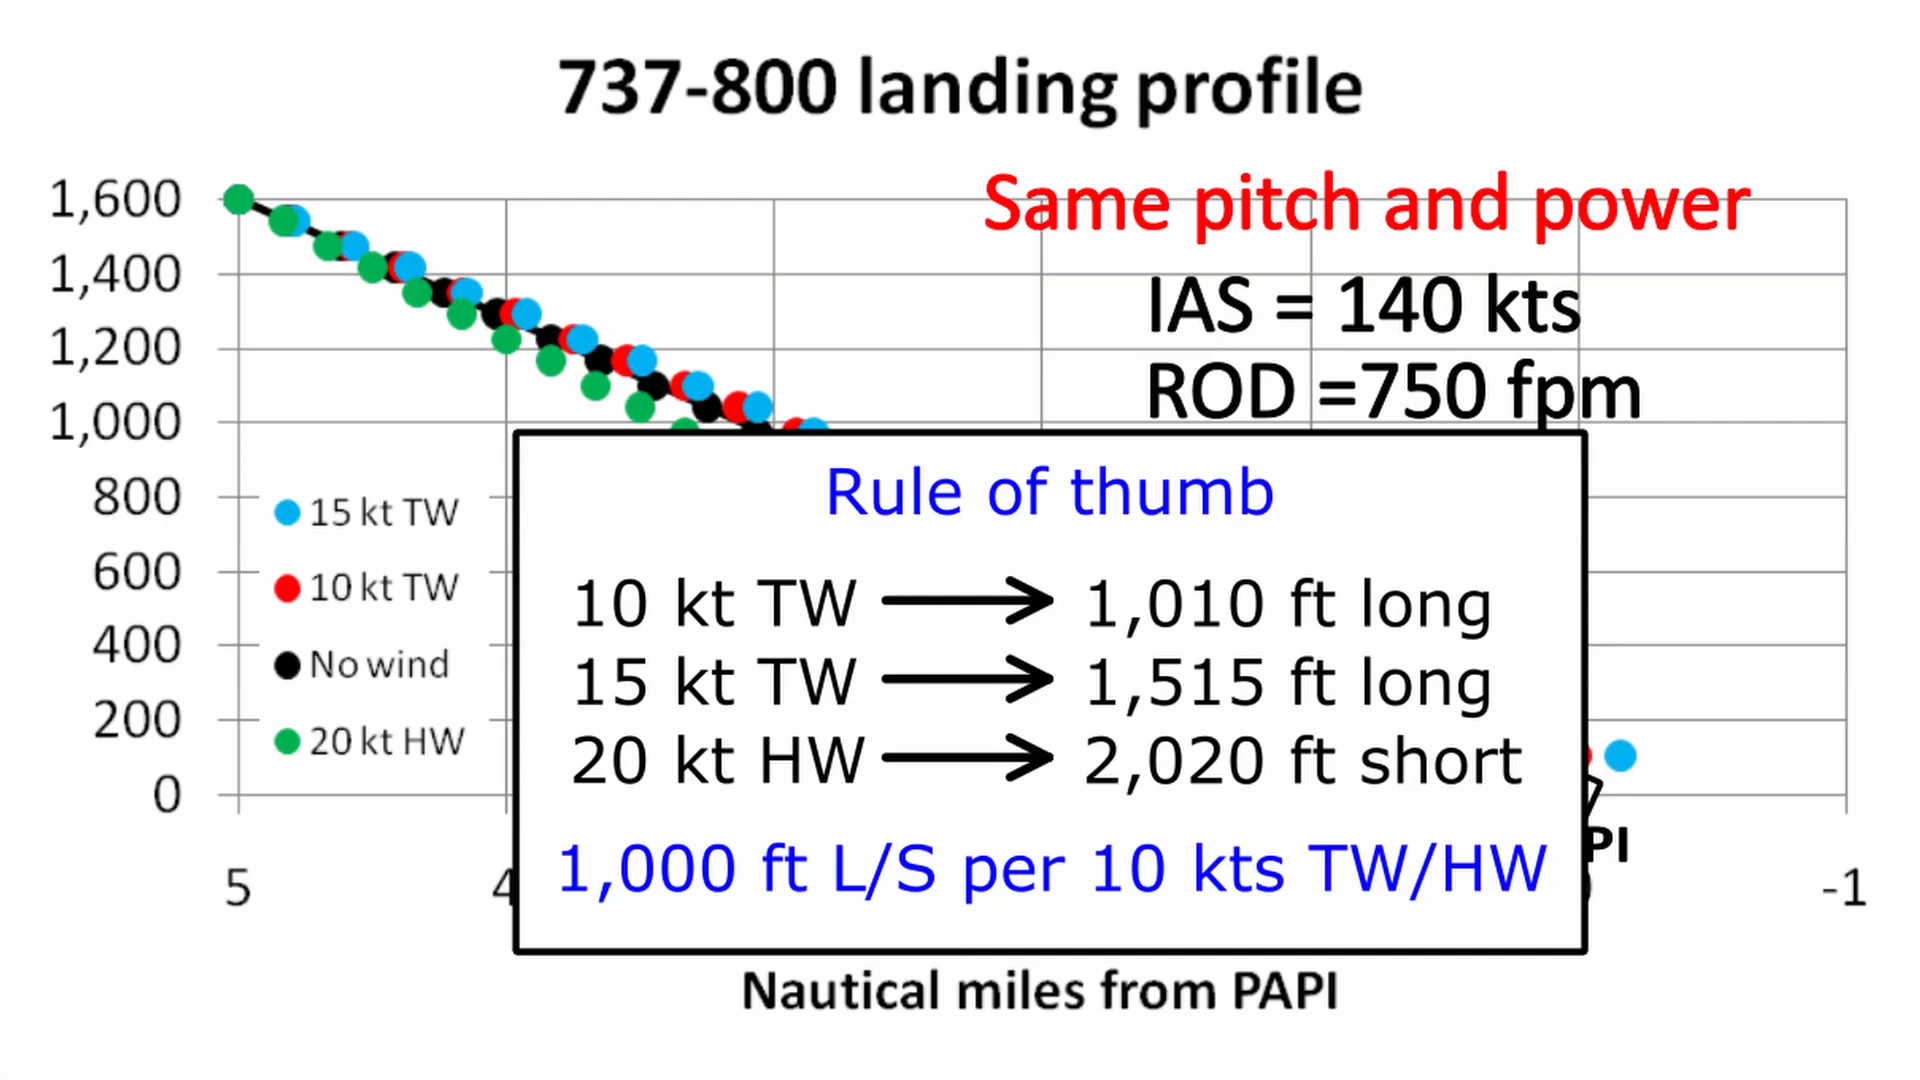 737-800 landing profile
Same pitch and power
IAS = 140 kts
ROD =750 fpm
1,600
1,400
1,200
1,000
800
600
400
200
0
15 kt TW
10 kt TW
No wind
20 kt HW
Rule of thumb
10 kt TW → 1,010 ft long
15 kt TW → 1,515 ft long
20 kt HW → 2,020 ft short
1,000 ft L/S per 10 kts TW/HW
PI
5 4 -1
Nautical miles from PAPI